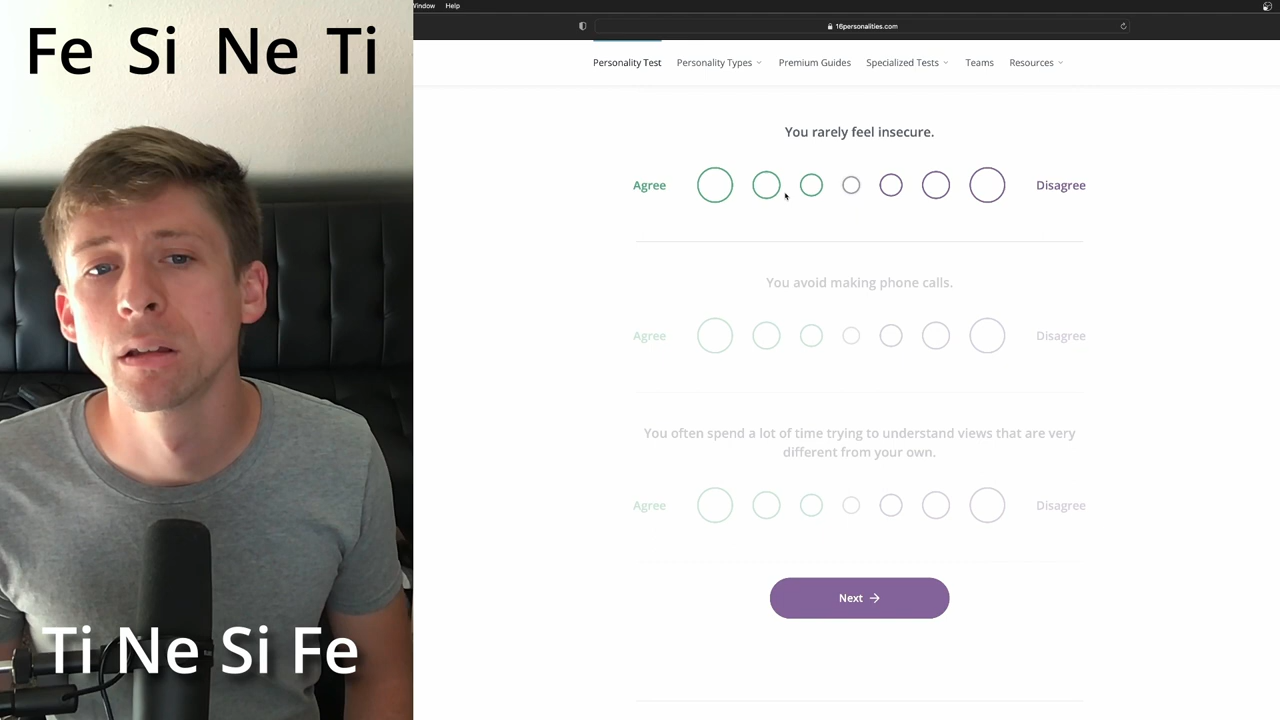 Fe Si Ne Ti
Ti Ne Si Fe
Window Help
16personalities.com
Personality Test Personality Types Premium Guides Specialized Tests Teams Resources
You rarely feel insecure.
Agree Disagree
You avoid making phone calls.
Agree Disagree
You often spend a lot of time trying to understand views that are very
different from your own.
Agree Disagree
Next →